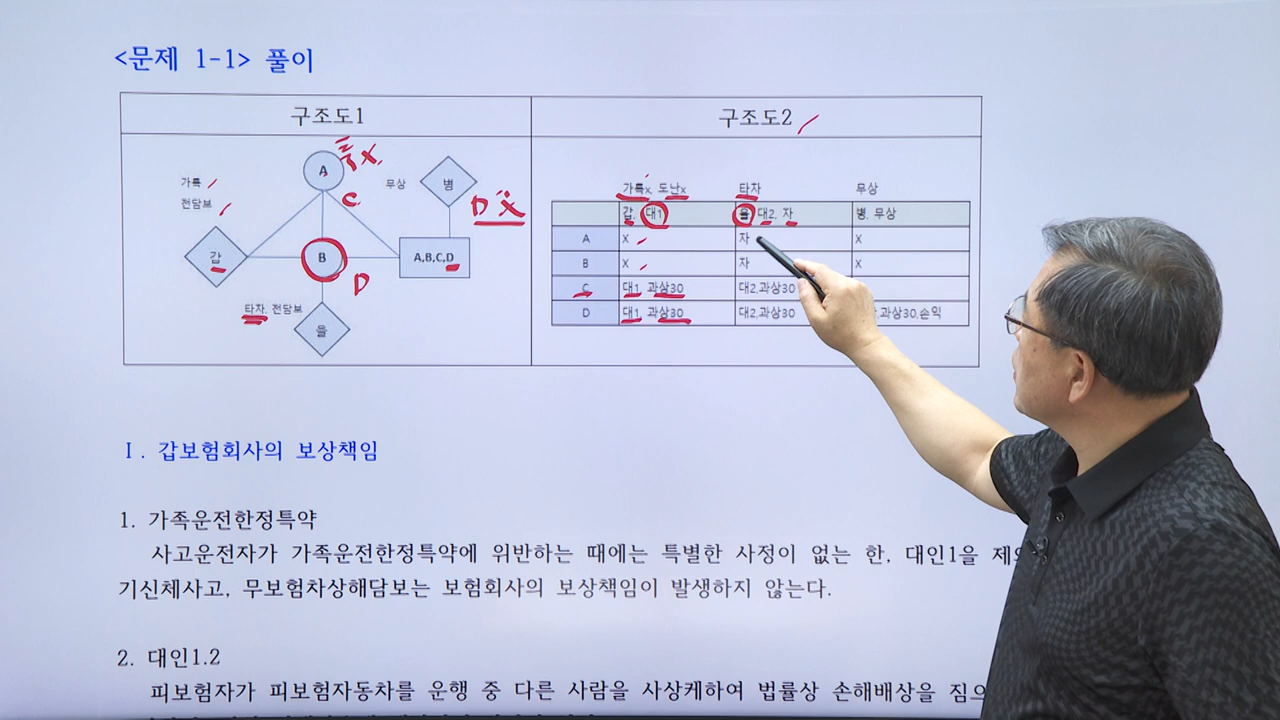 <문제 1-1> 풀이
구조도1
구조도2
가족
전담보
A
무상
병
C
D X
갑
B
A,B,C,D
D
타차, 전담보
을
가족x, 도난x
타차
무상
갑, 대1
을 대2, 자
병, 무상
A
X
자
X
B
X
자
X
C
대1, 과상30
대2,과상30
D
대1, 과상30
대2,과상30
,과상30,손익
Ⅰ. 갑보험회사의 보상책임
1. 가족운전한정특약
사고운전자가 가족운전한정특약에 위반하는 때에는 특별한 사정이 없는 한, 대인1을
기신체사고, 무보험차상해담보는 보험회사의 보상책임이 발생하지 않는다.
2. 대인1.2
피보험자가 피보험자동차를 운행 중 다른 사람을 사상케하여 법률상 손해배상을 짐으